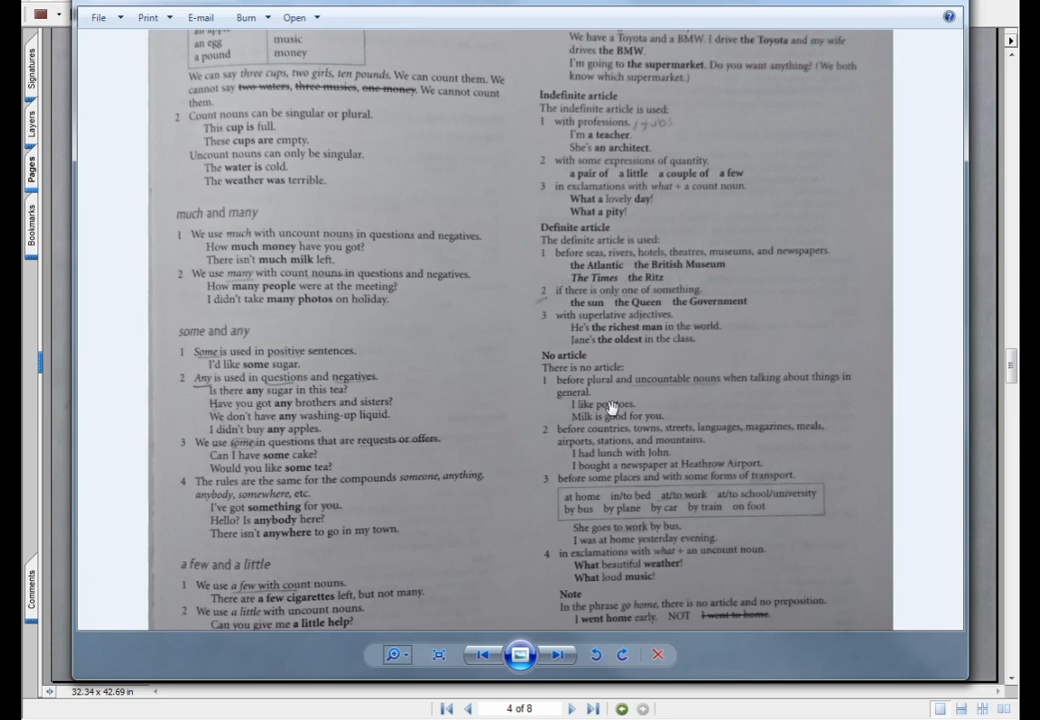 File Print E-mail Burn Open
Signatures
Layers
Pages
Bookmarks
Comments
an egg
a pound
music
money
We can say three cups, two girls, ten pounds. We can count them. We
cannot say two waters, three musics, one money. We cannot count
them.
2 Count nouns can be singular or plural.
This cup is full.
These cups are empty.
Uncount nouns can only be singular.
The water is cold.
The weather was terrible.
much and many
1 We use much with uncount nouns in questions and negatives.
How much money have you got?
There isn't much milk left.
2 We use many with count nouns in questions and negatives.
How many people were at the meeting?
I didn't take many photos on holiday.
some and any
1 Some is used in positive sentences.
I'd like some sugar.
2 Any is used in questions and negatives.
Is there any sugar in this tea?
Have you got any brothers and sisters?
We don't have any washing-up liquid.
I didn't buy any apples.
3 We use some in questions that are requests or offers.
Can I have some cake?
Would you like some tea?
4 The rules are the same for the compounds someone, anything,
anybody, somewhere, etc.
I've got something for you.
Hello? Is anybody here?
There isn't anywhere to go in my town.
a few and a little
1 We use a few with count nouns.
There are a few cigarettes left, but not many.
2 We use a little with uncount nouns.
Can you give me a little help?
We have a Toyota and a BMW. I drive the Toyota and my wife
drives the BMW.
I'm going to the supermarket. Do you want anything? (We both
know which supermarket.)
Indefinite article
The indefinite article is used:
1 with professions.
I'm a teacher.
She's an architect.
2 with some expressions of quantity.
a pair of a little a couple of a few
3 in exclamations with what + a count noun.
What a lovely day!
What a pity!
Definite article
The definite article is used:
1 before seas, rivers, hotels, theatres, museums, and newspapers.
the Atlantic the British Museum
The Times the Ritz
2 if there is only one of something.
the sun the Queen the Government
3 with superlative adjectives.
He's the richest man in the world.
Jane's the oldest in the class.
No article
There is no article:
1 before plural and uncountable nouns when talking about things in
general.
I like potatoes.
Milk is good for you.
2 before countries, towns, streets, languages, magazines, meals,
airports, stations, and mountains.
I had lunch with John.
I bought a newspaper at Heathrow Airport.
3 before some places and with some forms of transport.
at home in/to bed at/to work at/to school/university
by bus by plane by car by train on foot
She goes to work by bus.
I was at home yesterday evening.
4 in exclamations with what + an uncount noun.
What beautiful weather!
What loud music!
Note
In the phrase go home, there is no article and no preposition.
I went home early. NOT I went to home.
32.34 x 42.69 in
4 of 8